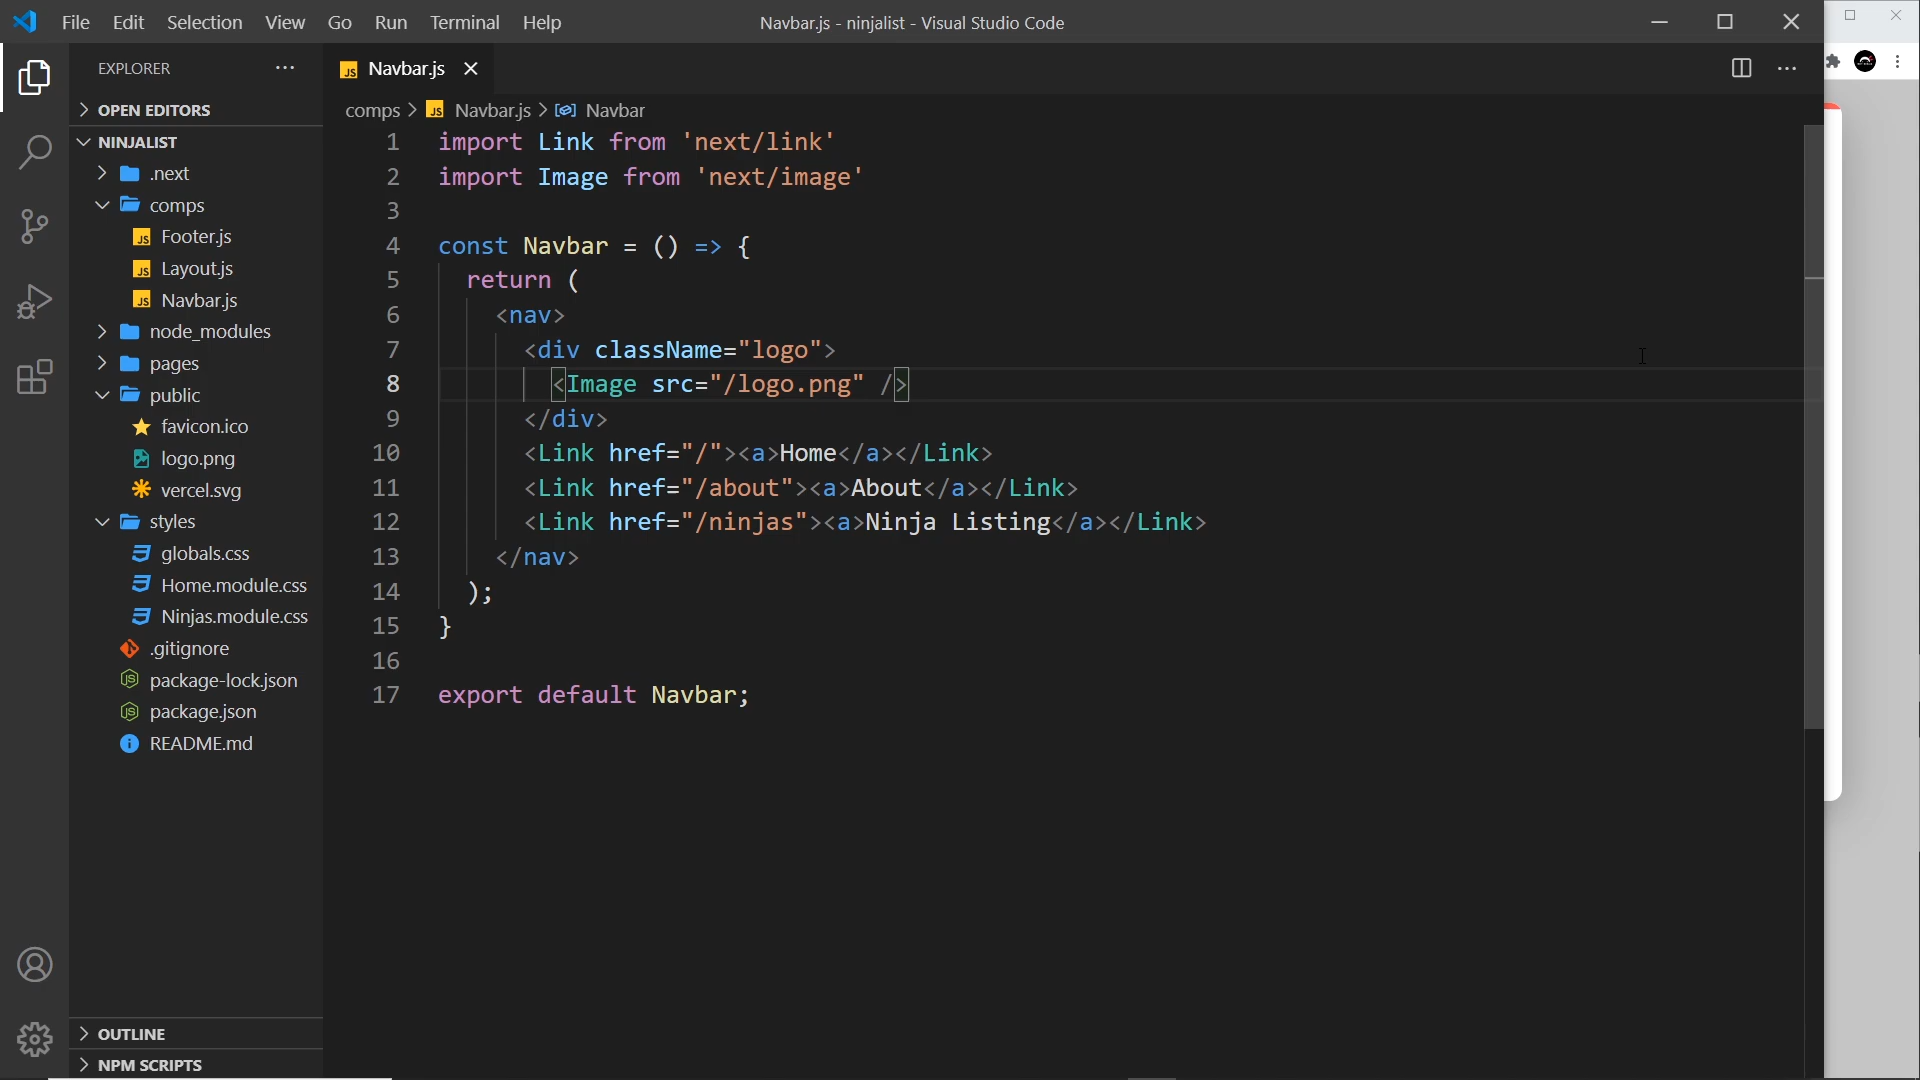 File Edit Selection View Go Run Terminal Help
Navbar.js - ninjalist - Visual Studio Code
EXPLORER
OPEN EDITORS
NINJALIST
.next
comps
Footer.js
Layout.js
Navbar.js
node_modules
pages
public
favicon.ico
logo.png
vercel.svg
styles
globals.css
Home.module.css
Ninjas.module.css
.gitignore
package-lock.json
package.json
README.md
OUTLINE
NPM SCRIPTS
JS Navbar.js
comps > JS Navbar.js > Navbar
1 import Link from 'next/link'
2 import Image from 'next/image'
3
4 const Navbar = () => {
5 return (
6 <nav>
7 <div className="logo">
8 <Image src="/logo.png" />
9 </div>
10 <Link href="/"><a>Home</a></Link>
11 <Link href="/about"><a>About</a></Link>
12 <Link href="/ninjas"><a>Ninja Listing</a></Link>
13 </nav>
14 );
15 }
16
17 export default Navbar;